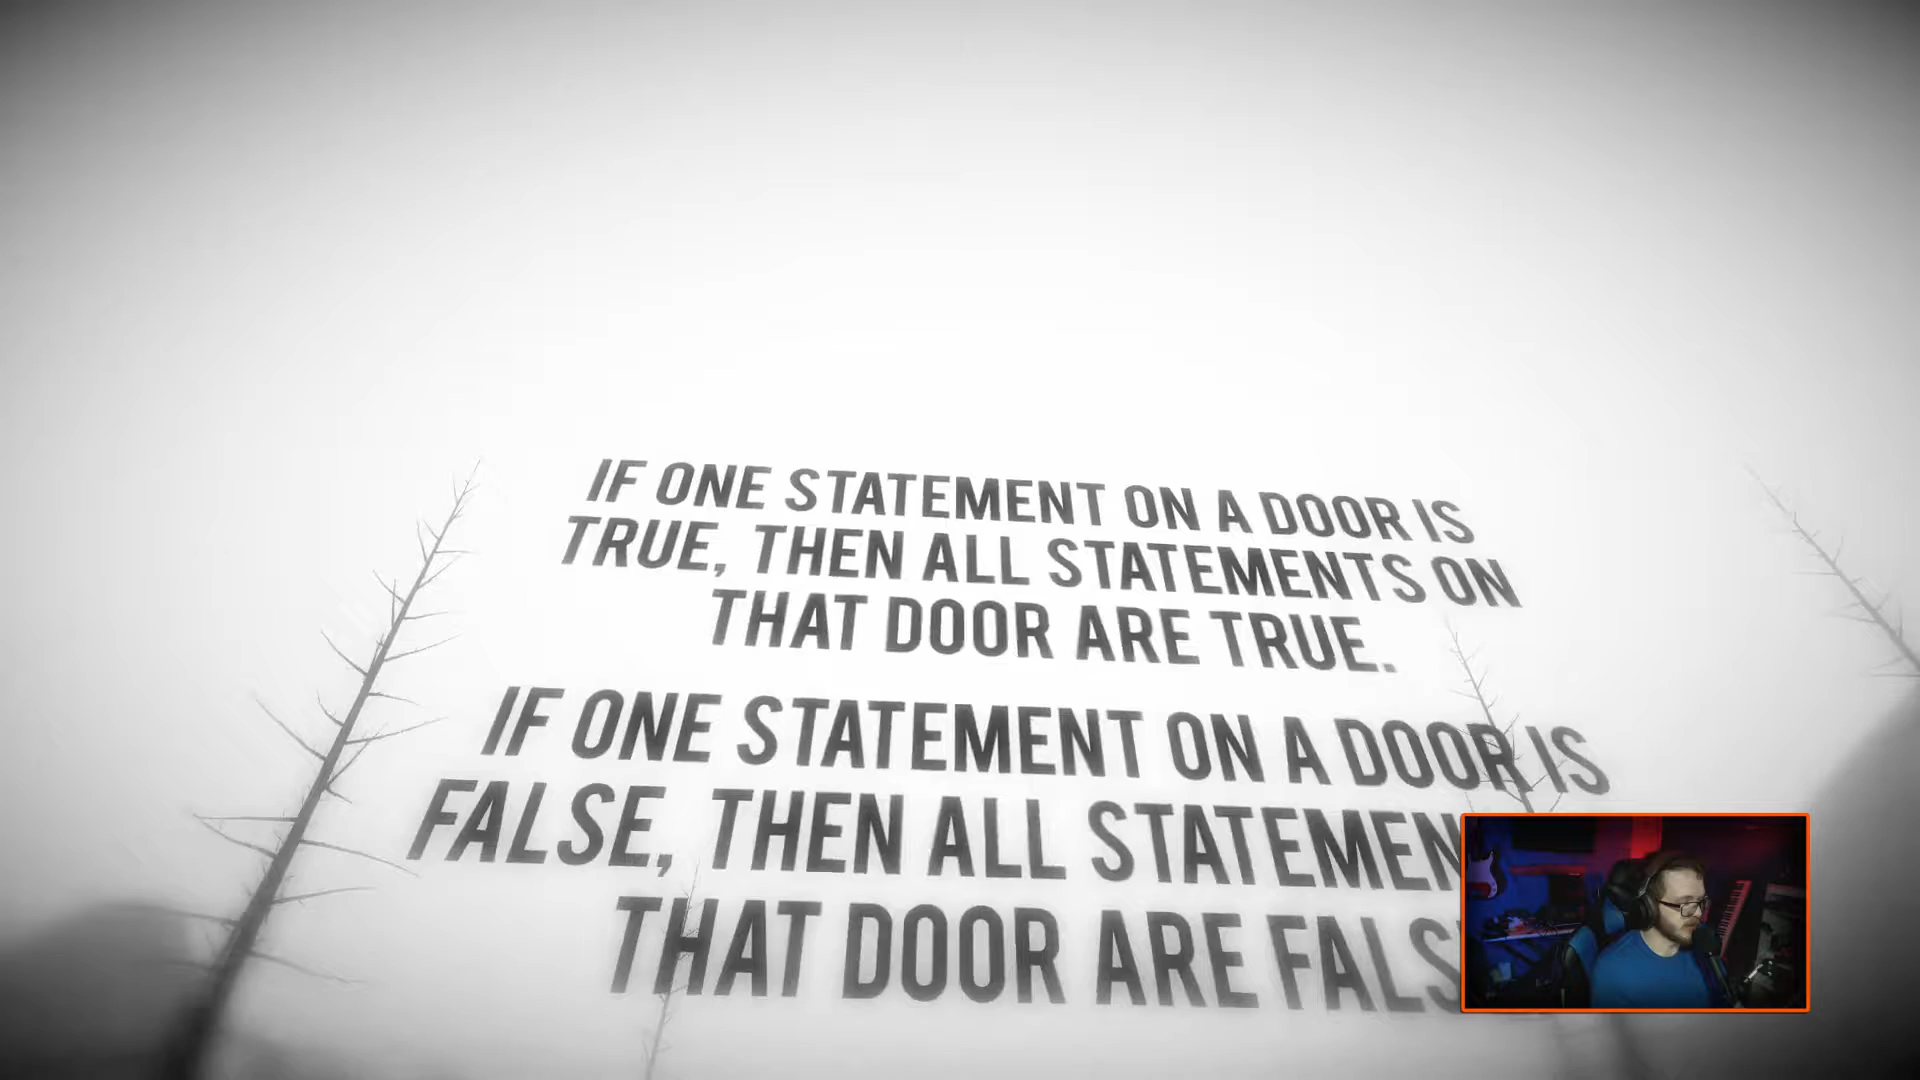 IF ONE STATEMENT ON A DOOR IS
TRUE, THEN ALL STATEMENTS ON
THAT DOOR ARE TRUE.
IF ONE STATEMENT ON A DOOR IS
FALSE, THEN ALL
THAT DOOR ARE